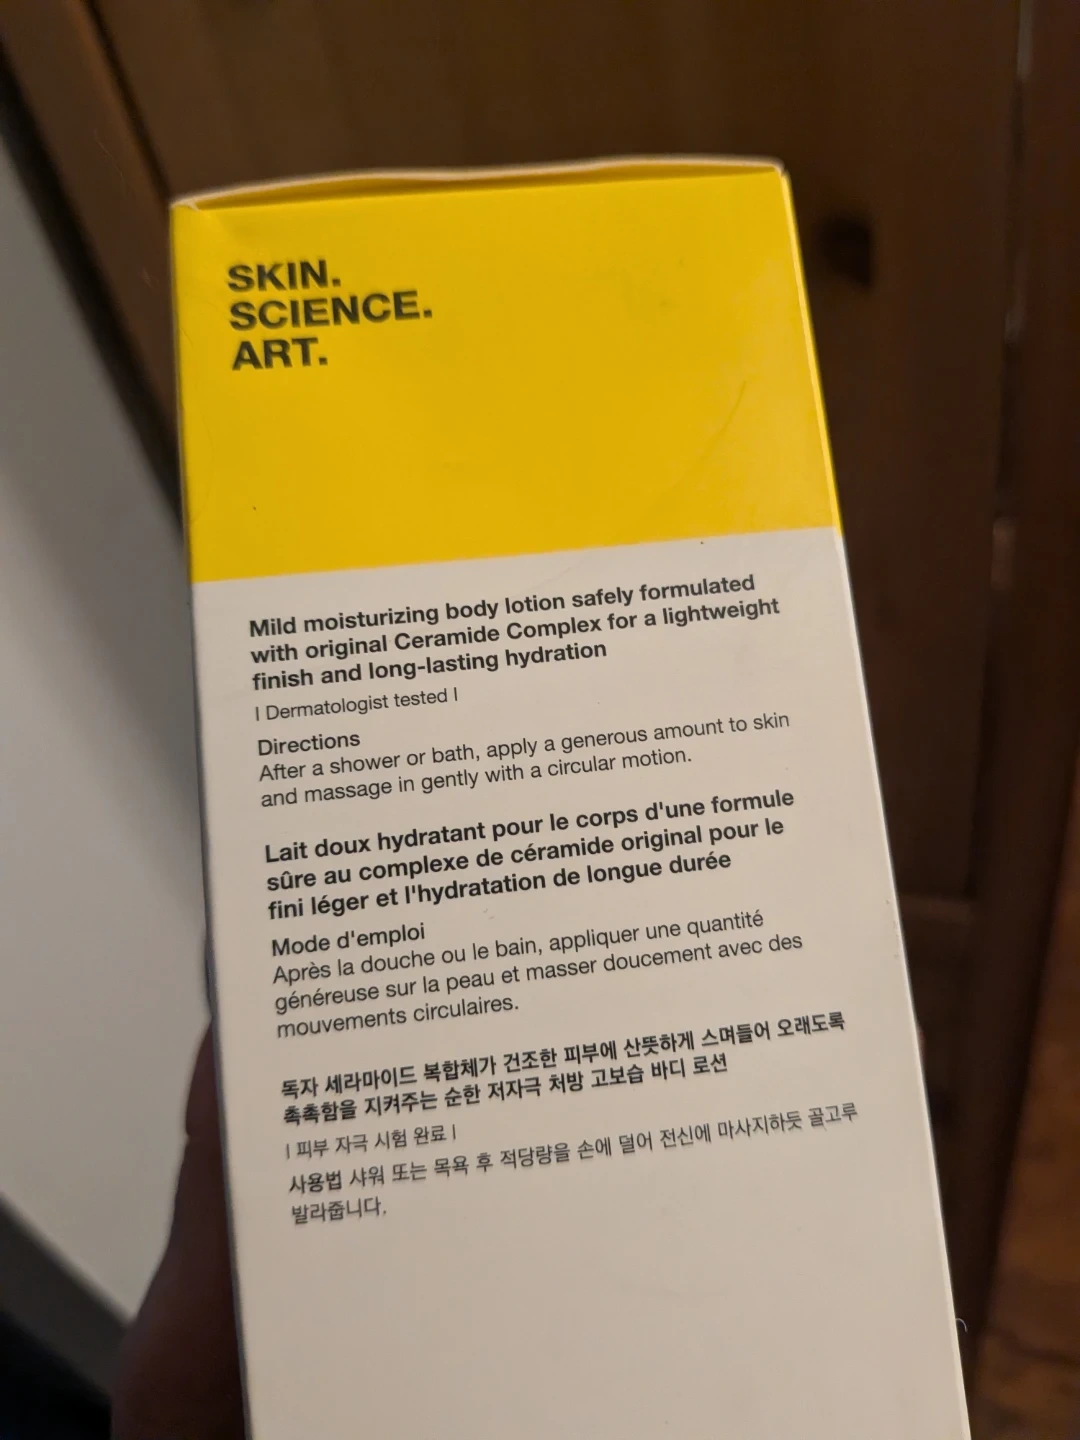 SKIN.
SCIENCE.
ART.
Mild moisturizing body lotion safely formulated
with original Ceramide Complex for a lightweight
finish and long-lasting hydration
| Dermatologist tested |
Directions
After a shower or bath, apply a generous amount to skin
and massage in gently with a circular motion.
Lait doux hydratant pour le corps d'une formule
sûre au complexe de céramide original pour le
fini léger et l'hydratation de longue durée
Mode d'emploi
Après la douche ou le bain, appliquer une quantité
généreuse sur la peau et masser doucement avec des
mouvements circulaires.
독자 세라마이드 복합체가 건조한 피부에 산뜻하게 스며들어 오래도록
촉촉함을 지켜주는 순한 저자극 처방 고보습 바디 로션
| 피부 자극 시험 완료 |
사용법 샤워 또는 목욕 후 적당량을 손에 덜어 전신에 마사지하듯 골고루
발라줍니다.